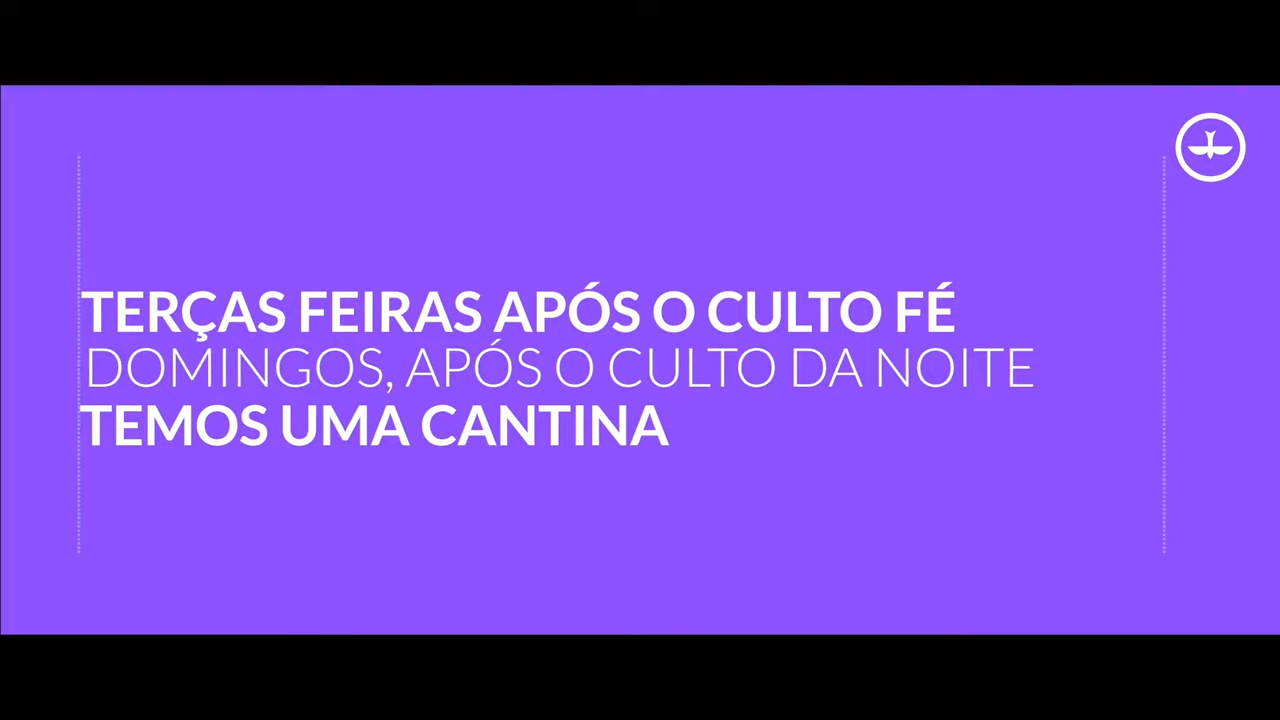 TERÇAS FEIRAS APÓS O CULTO FÉ
DOMINGOS, APÓS O CULTO DA NOITE
TEMOS UMA CANTINA